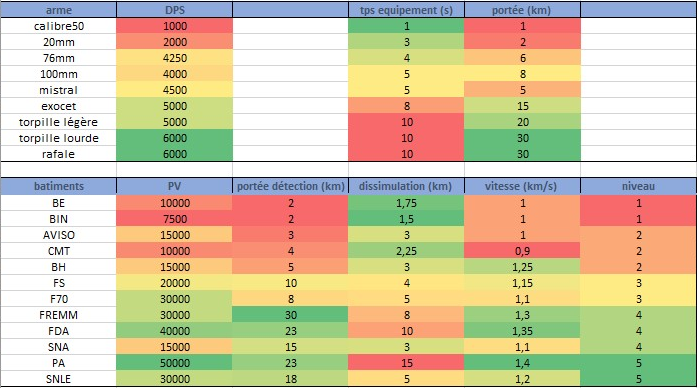 arme DPS tps equipement (s) portée (km)
calibre50 1000 1 1
20mm 2000 3 2
76mm 4250 4 6
100mm 4000 5 8
mistral 4500 5 5
exocet 5000 8 15
torpille légère 5000 10 20
torpille lourde 6000 10 30
rafale 6000 10 30
batiments PV portée détection (km) dissimulation (km) vitesse (km/s) niveau
BE 10000 2 1,75 1 1
BIN 7500 2 1,5 1 1
AVISO 15000 3 3 1 2
CMT 10000 4 2,25 0,9 2
BH 15000 5 3 1,25 2
FS 20000 10 4 1,15 3
F70 30000 8 5 1,1 3
FREMM 30000 30 8 1,3 4
FDA 40000 23 10 1,35 4
SNA 15000 15 3 1,1 4
PA 50000 23 15 1,4 5
SNLE 30000 18 5 1,2 5